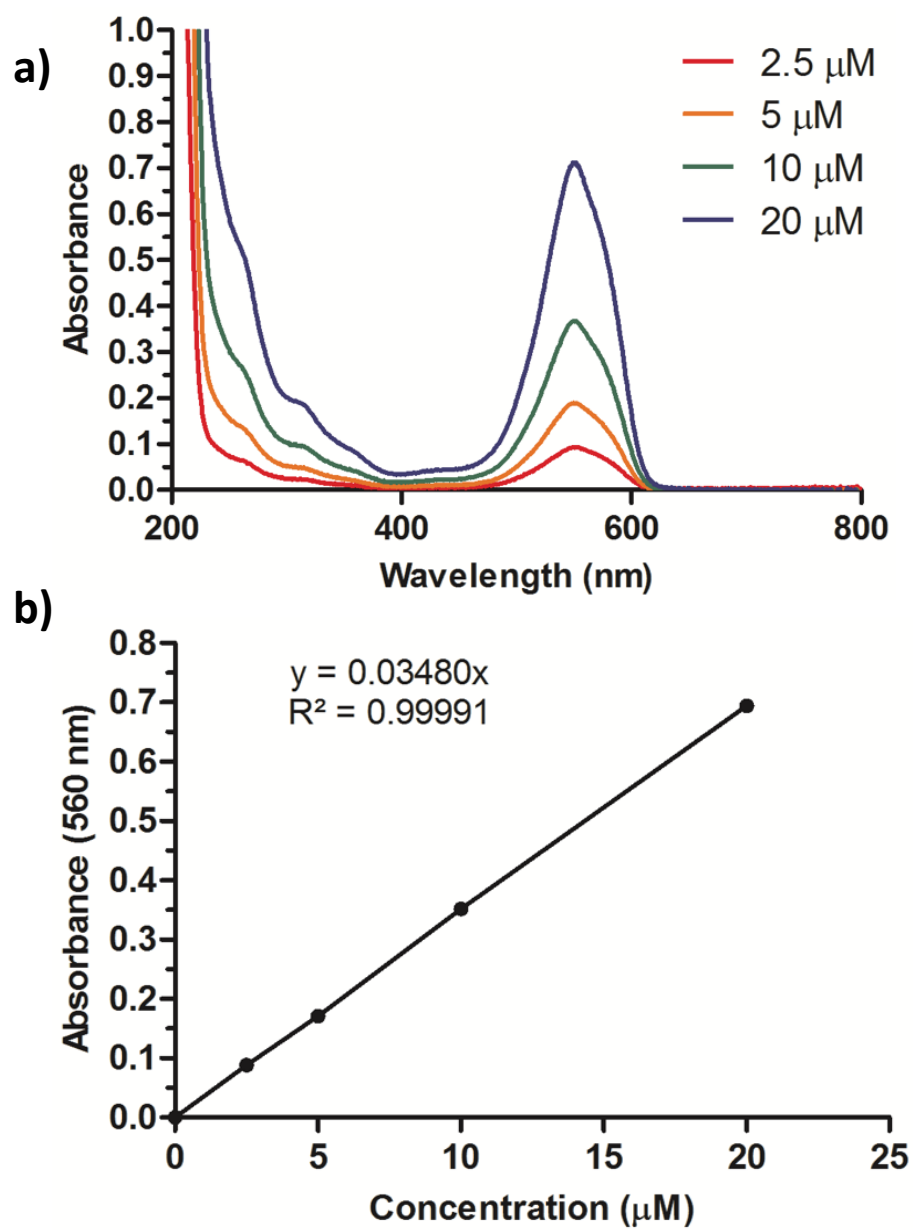 a)
1.0
0.9
0.8
0.7
0.6
0.5
0.4
0.3
0.2
0.1
0.0
Absorbance
2.5 μM
5 μM
10 μM
20 μM
200 400 600 800
Wavelength (nm)
b)
0.8
0.7
0.6
0.5
0.4
0.3
0.2
0.1
0.0
Absorbance (560 nm)
y = 0.03480x
R² = 0.99991
0 5 10 15 20 25
Concentration (μM)